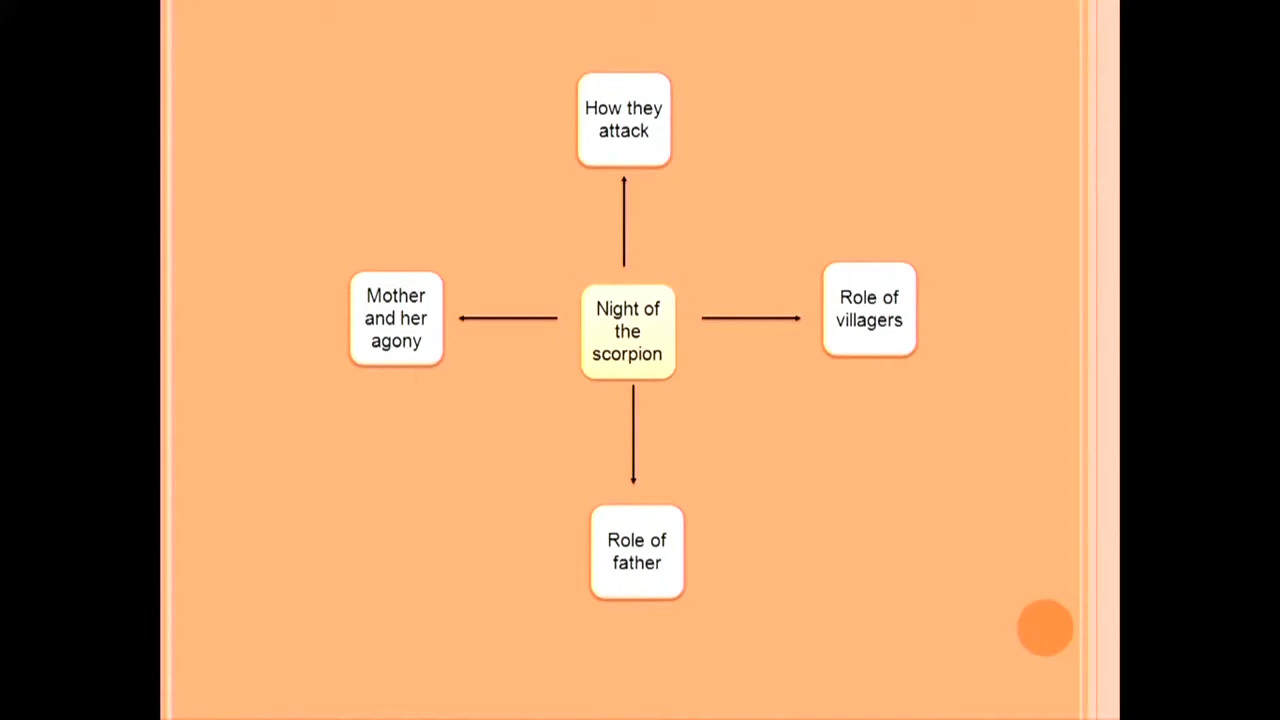 How they
attack
Mother
and her
agony
Night of
the
scorpion
Role of
villagers
Role of
father